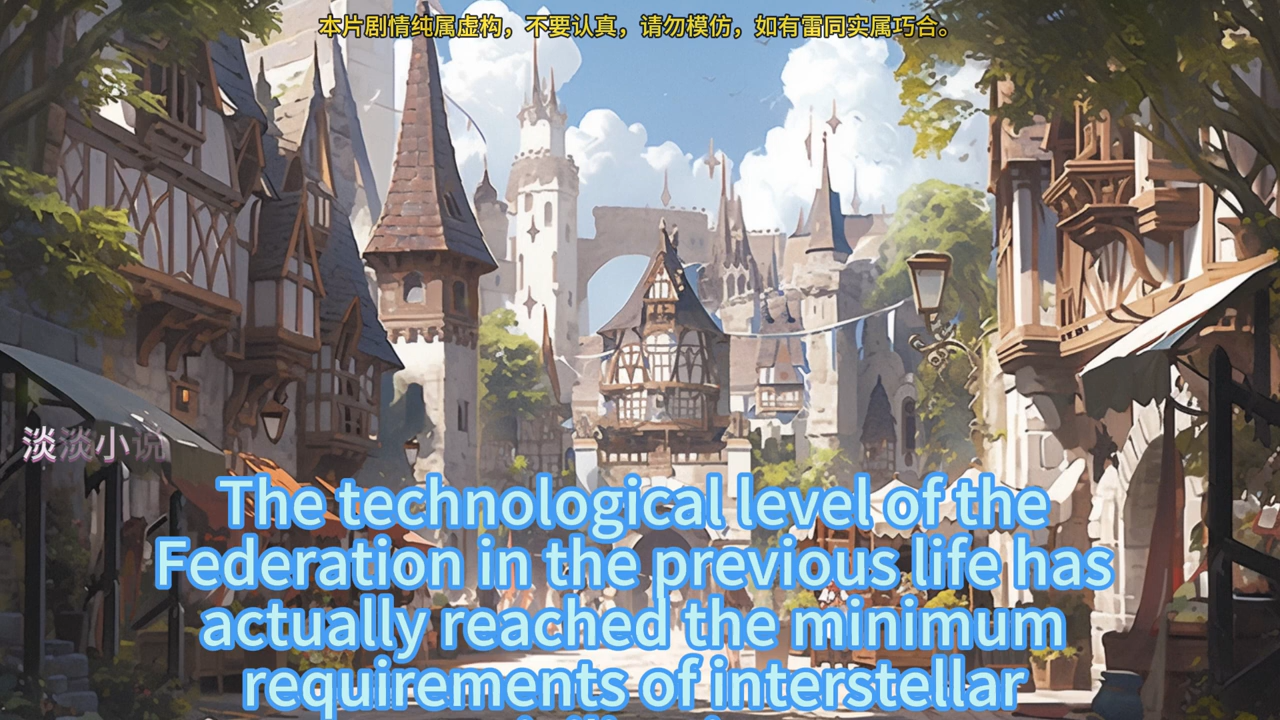 本片剧情纯属虚构，不要认真，请勿模仿，如有雷同实属巧合。
淡淡小说
The technological level of the
Federation in the previous life has
actually reached the minimum
requirements of interstellar